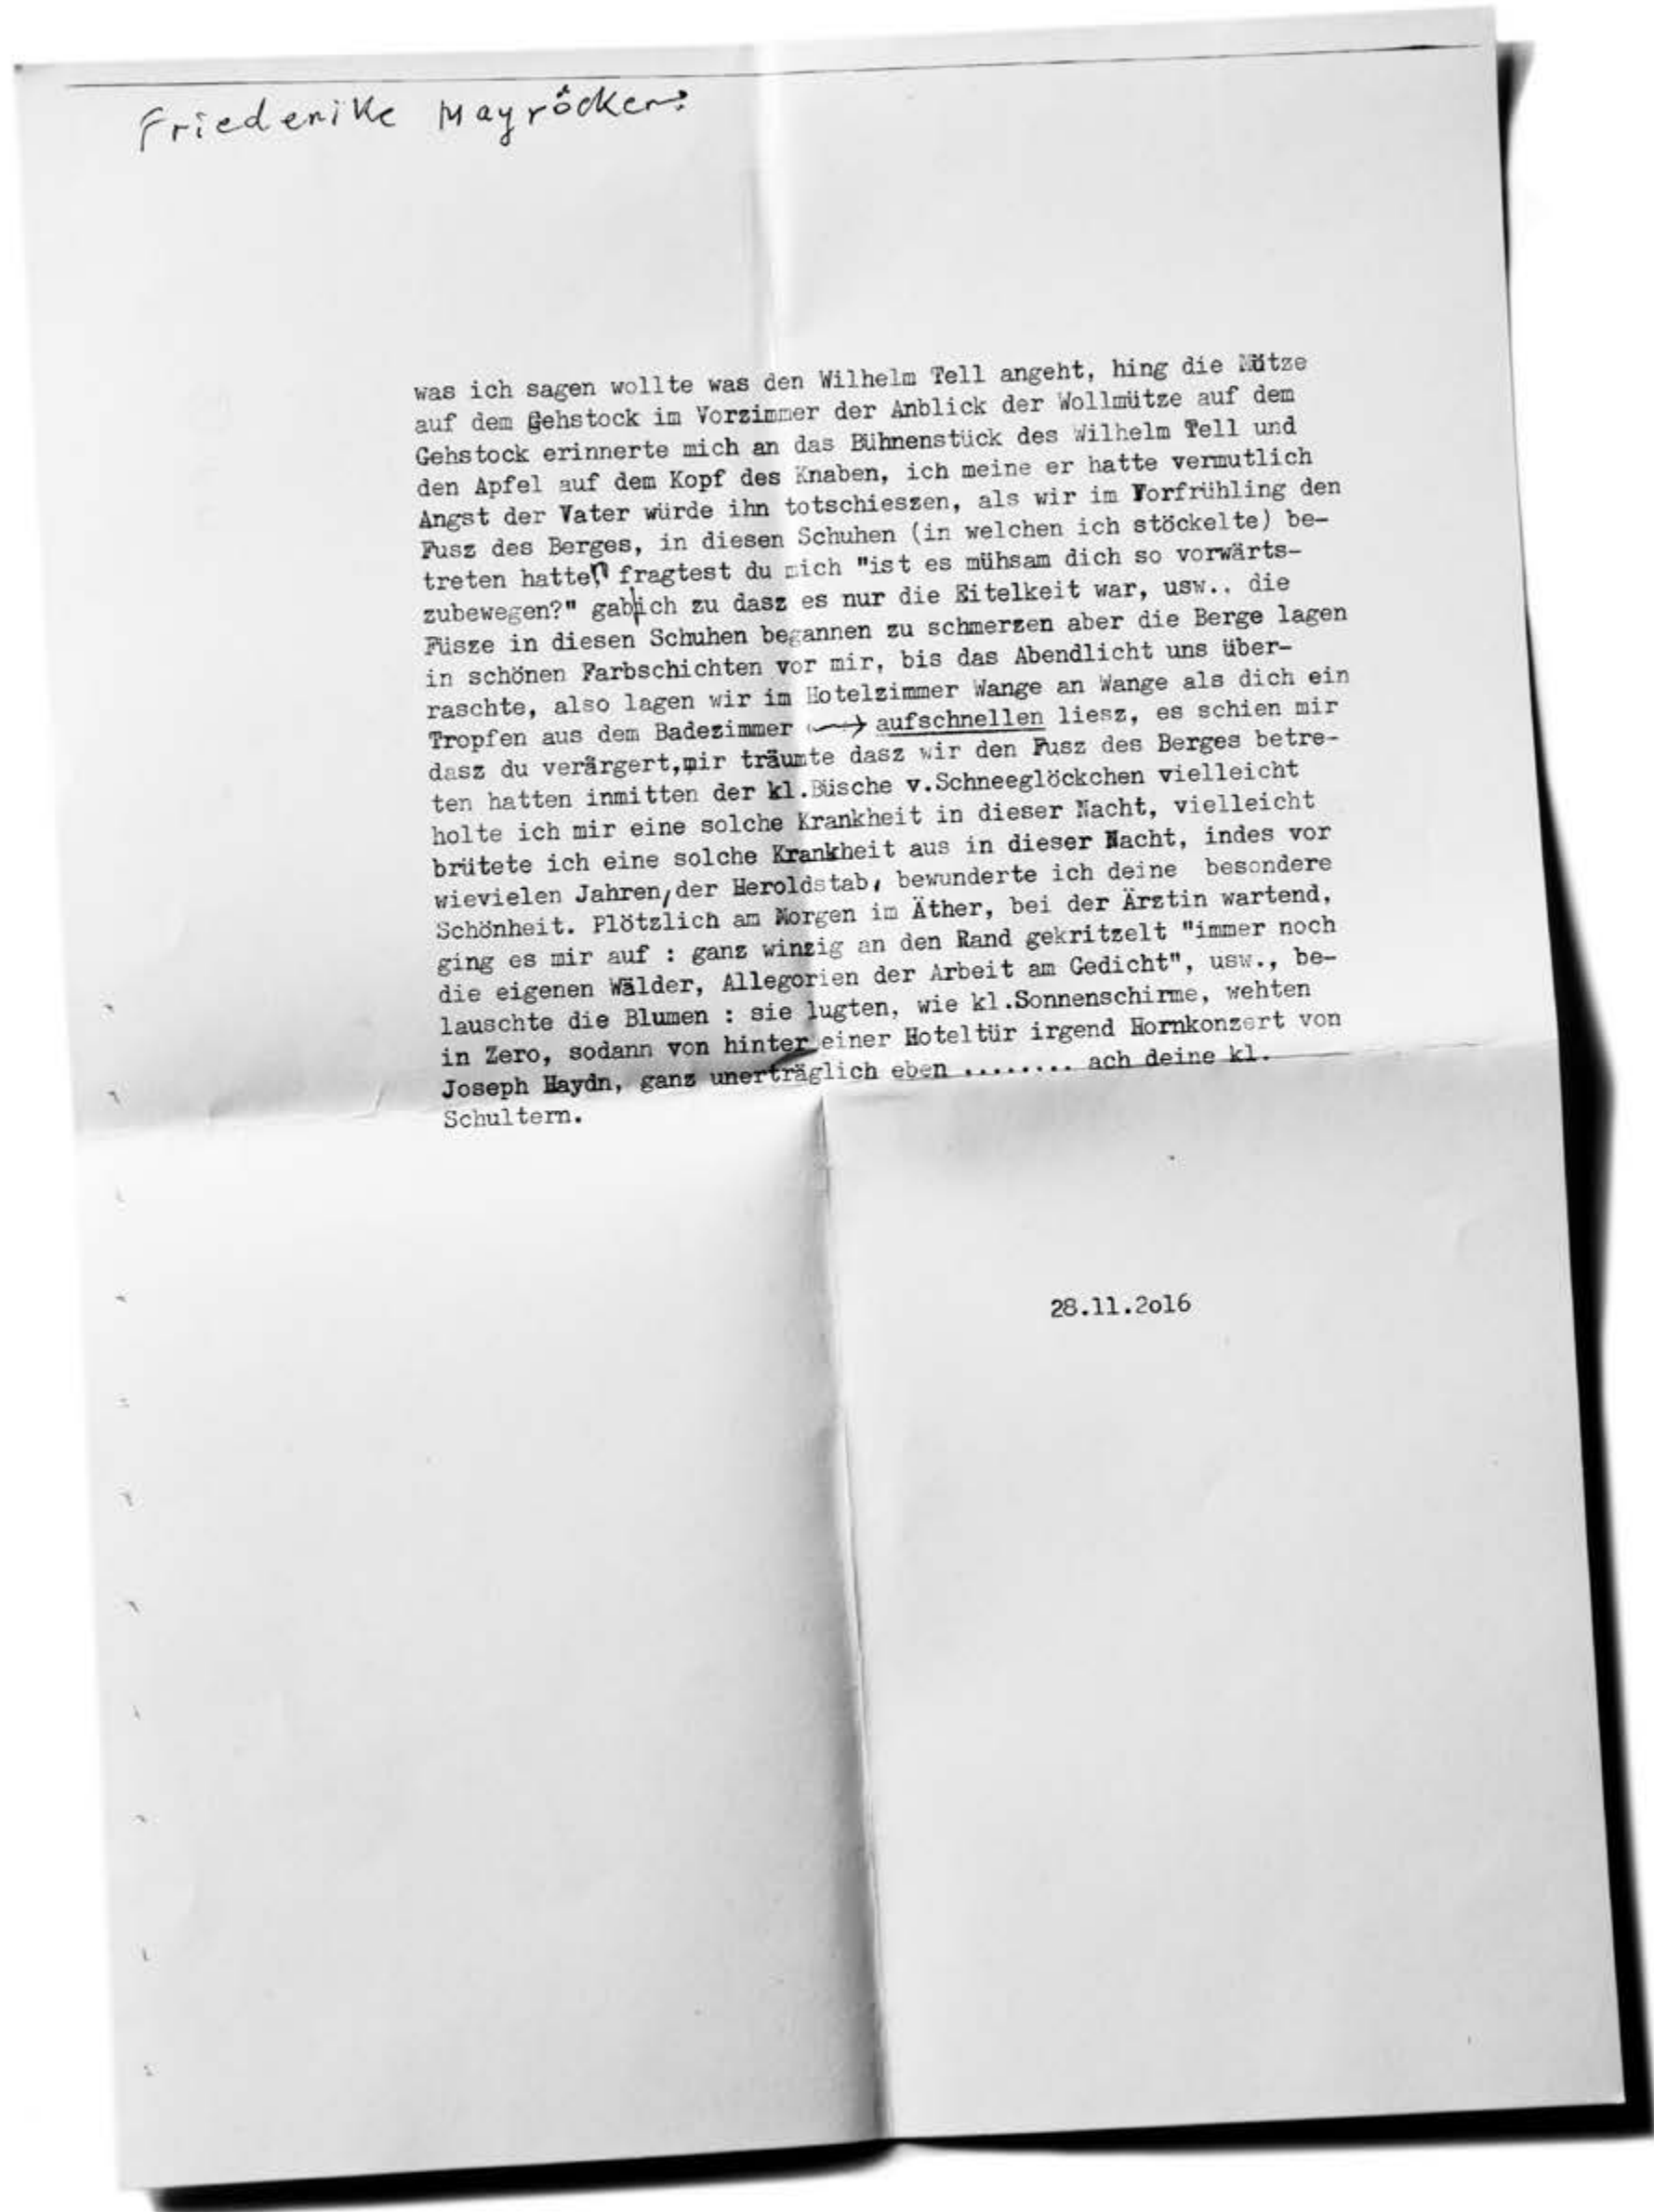 Friederike Mayröcker:
was ich sagen wollte was den Wilhelm Tell angeht, hing die Mütze
auf dem Gehstock im Vorzimmer der Anblick der Wollmütze auf dem
Gehstock erinnerte mich an das Bühnenstück des Wilhelm Tell und
den Apfel auf dem Kopf des Knaben, ich meine er hatte vermutlich
Angst der Vater würde ihn totschieszen, als wir im Vorfrühling den
Fusz des Berges, in diesen Schuhen (in welchen ich stöckelte) be-
treten hatten fragtest du mich "ist es mühsam dich so vorwärts-
zubewegen?" gab ich zu dasz es nur die Eitelkeit war, usw.. die
Füsze in diesen Schuhen begannen zu schmerzen aber die Berge lagen
in schönen Farbschichten vor mir, bis das Abendlicht uns über-
raschte, also lagen wir im Hotelzimmer Wange an Wange als dich ein
Tropfen aus dem Badezimmer → aufschnellen liesz, es schien mir
dasz du verärgert, mir träumte dasz wir den Fusz des Berges betre-
ten hatten inmitten der kl.Büsche v.Schneeglöckchen vielleicht
holte ich mir eine solche Krankheit in dieser Nacht, vielleicht
brütete ich eine solche Krankheit aus in dieser Nacht, indes vor
wievielen Jahren, der Heroldstab, bewunderte ich deine besondere
Schönheit. Plötzlich am Morgen im Äther, bei der Ärztin wartend,
ging es mir auf : ganz winzig an den Rand gekritzelt "immer noch
die eigenen Wälder, Allegorien der Arbeit am Gedicht", usw., be-
lauschte die Blumen : sie lugten, wie kl.Sonnenschirme, wehten
in Zero, sodann von hinter einer Hoteltür irgend Hornkonzert von
Joseph Haydn, ganz unerträglich eben ........ ach deine kl.
Schultern.
28.11.2o16